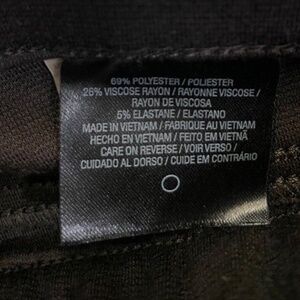 69% POLYESTER / POLIESTER
26% VISCOSE RAYON / RAYONNE VISCOSE /
RAYON DE VISCOSA
5% ELASTANE / ELASTANO
MADE IN VIETNAM / FABRIQUE AU VIETNAM
HECHO EN VIETNAM / FEITO EM VIETNÃ
CARE ON REVERSE / VOIR VERSO /
CUIDADO AL DORSO / CUIDE EM CONTRÁRIO